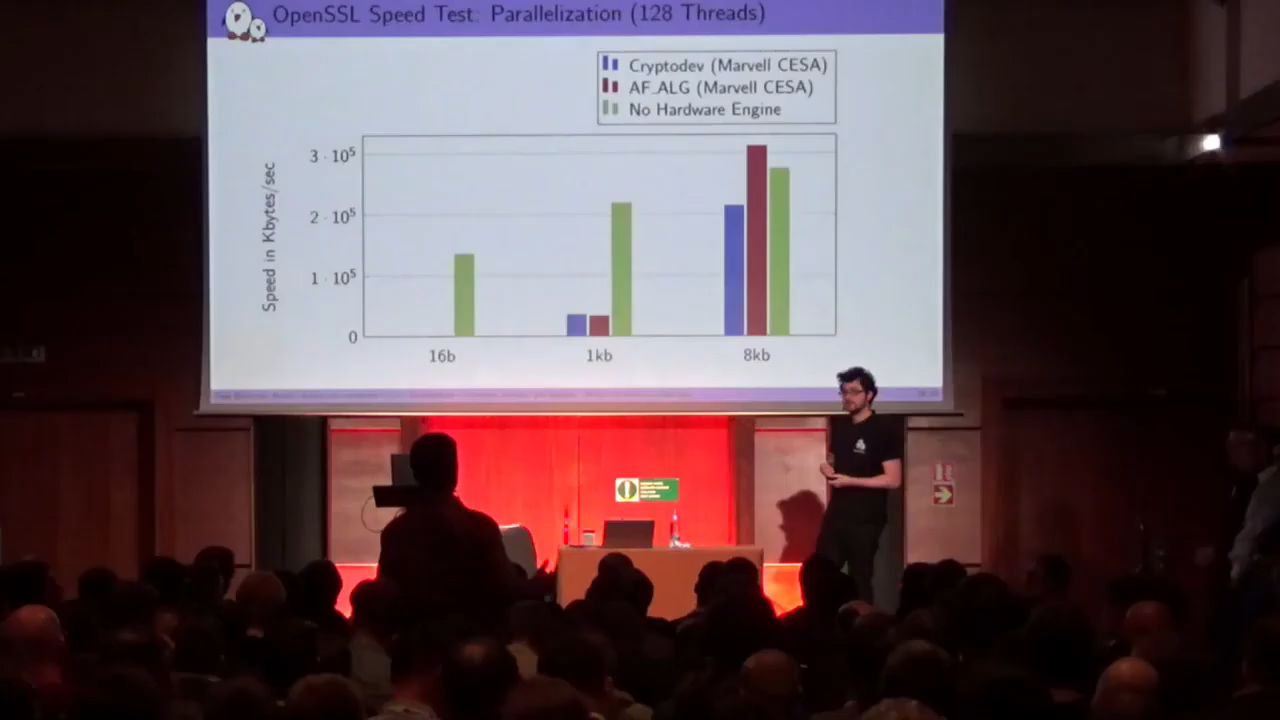 OpenSSL Speed Test: Parallelization (128 Threads)
Cryptodev (Marvell CESA)
AF_ALG (Marvell CESA)
No Hardware Engine
Speed in Kbytes/sec
3 · 10⁵
2 · 10⁵
1 · 10⁵
0
16b
1kb
8kb